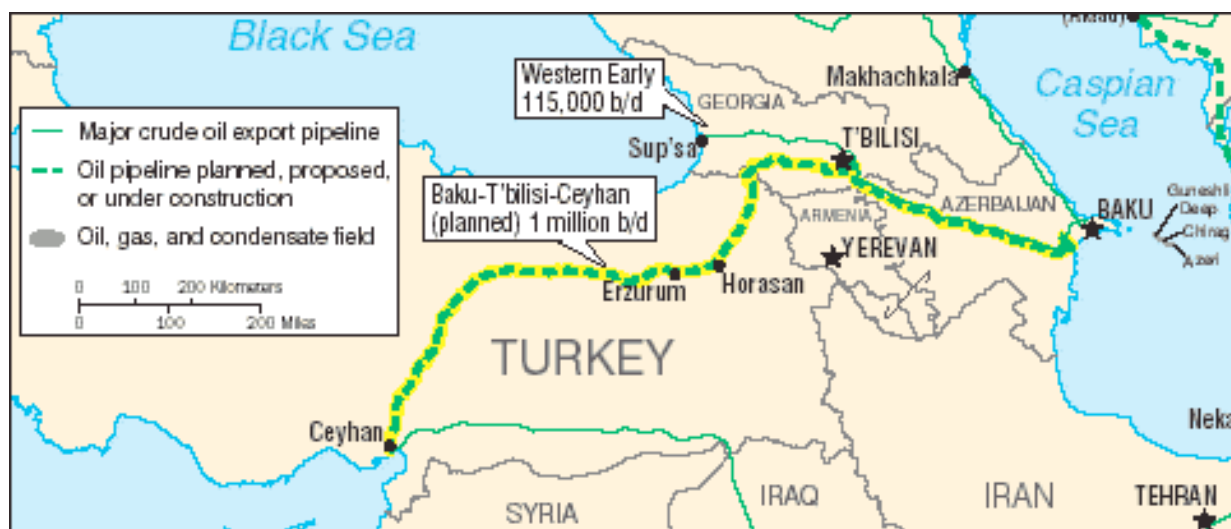 Black Sea
(Aktau)
Western Early
115,000 b/d
Makhachkala
Caspian
Sea
GEORGIA
Major crude oil export pipeline
Sup'sa
T'BILISI
Oil pipeline planned, proposed,
or under construction
Baku-T'bilisi-Ceyhan
(planned) 1 million b/d
AZERBAIJAN
Guneshli
Deep
Chirag
Azeri
BAKU
ARMENIA
Oil, gas, and condensate field
YEREVAN
0 100 200 Kilometers
0 100 200 Miles
Erzurum
Horasan
TURKEY
Ceyhan
Neka
SYRIA
IRAQ
IRAN
TEHRAN